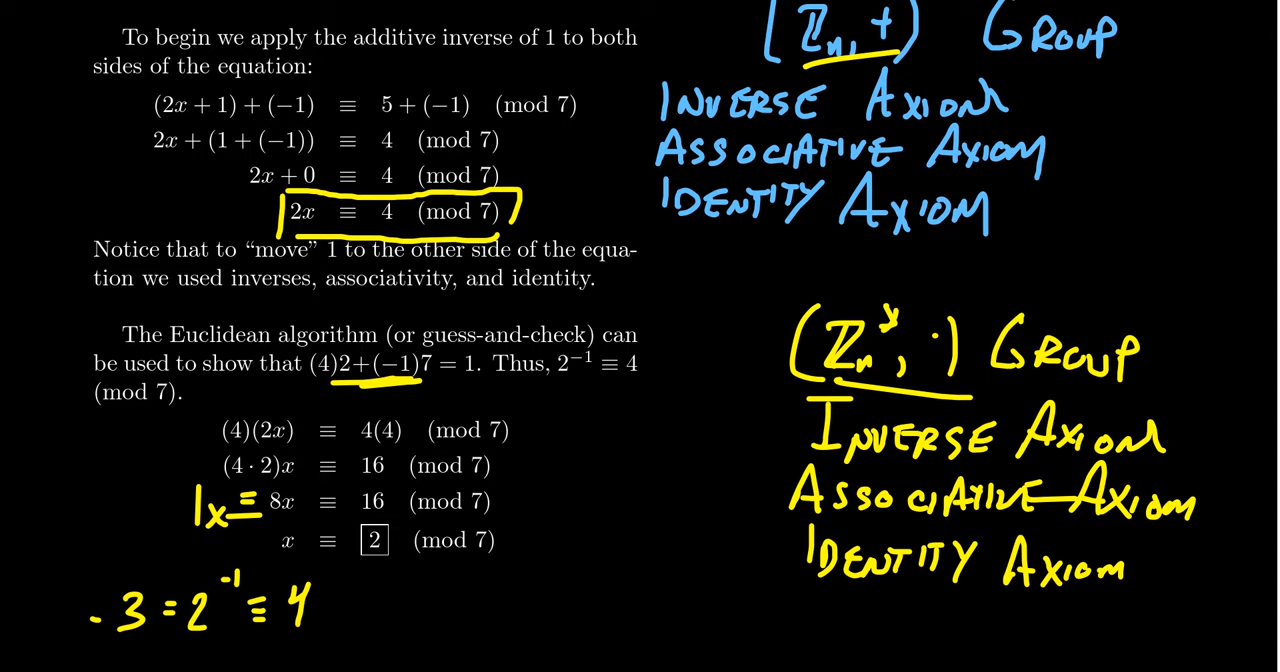 To begin we apply the additive inverse of 1 to both
sides of the equation:
(2x + 1) + (−1) ≡ 5 + (−1) (mod 7)
2x + (1 + (−1)) ≡ 4 (mod 7)
2x + 0 ≡ 4 (mod 7)
2x ≡ 4 (mod 7)
Notice that to “move” 1 to the other side of the equa-
tion we used inverses, associativity, and identity.
The Euclidean algorithm (or guess-and-check) can
be used to show that (4)2+(−1)7 = 1. Thus, 2⁻¹ ≡ 4
(mod 7).
(4)(2x) ≡ 4(4) (mod 7)
(4 · 2)x ≡ 16 (mod 7)
1x ≡ 8x ≡ 16 (mod 7)
x ≡ 2 (mod 7)
-3 = 2⁻¹ ≡ 4
(ℤn, +) GROUP
INVERSE AXIOM
ASSOCIATIVE AXIOM
IDENTITY AXIOM
(ℤn*, ·) GROUP
INVERSE AXIOM
ASSOCIATIVE AXIOM
IDENTITY AXIOM